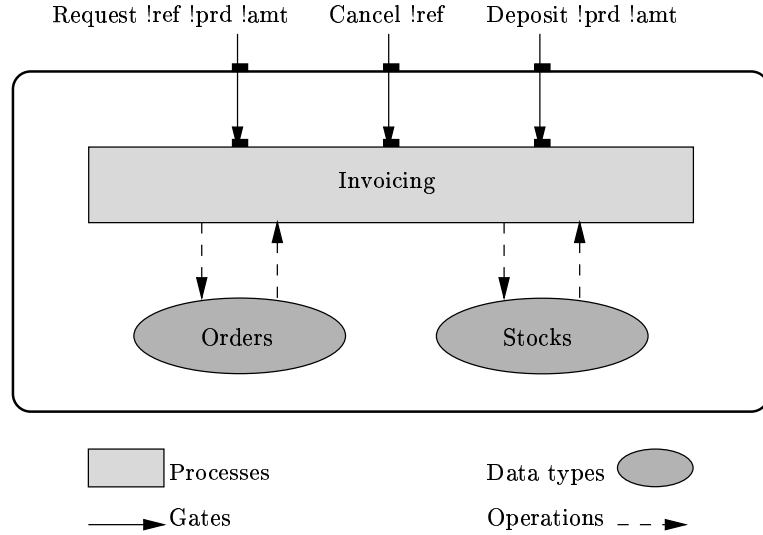 Request !ref !prd !amt Cancel !ref Deposit !prd !amt
Invoicing
Orders Stocks
Processes Data types
Gates Operations